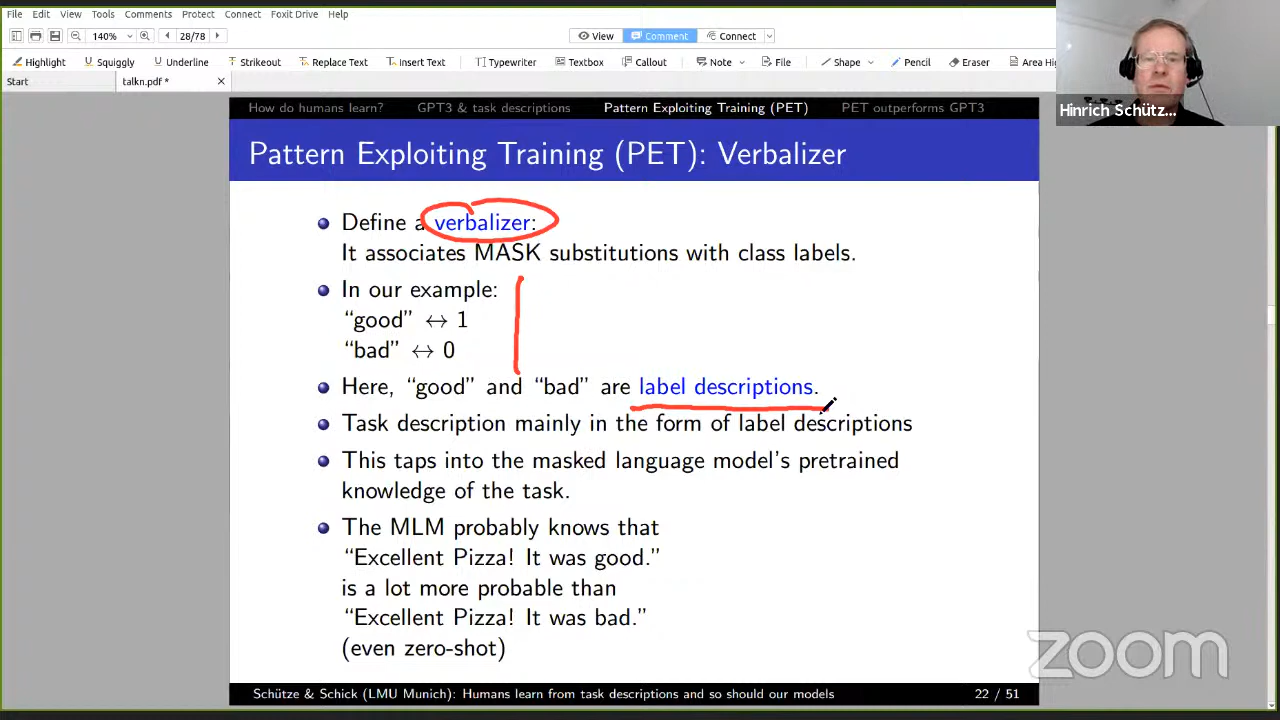 File Edit View Tools Comments Protect Connect Foxit Drive Help
140% 28/78 View Comment Connect
Highlight Squiggly Underline Strikeout Replace Text Insert Text Typewriter Textbox Callout Note File Shape Pencil Eraser Area Hig
Start talkn.pdf *
Hinrich Schütz...
How do humans learn? GPT3 & task descriptions Pattern Exploiting Training (PET) PET outperforms GPT3
Pattern Exploiting Training (PET): Verbalizer
Define a verbalizer:
It associates MASK substitutions with class labels.
In our example:
“good” ↔ 1
“bad” ↔ 0
Here, “good” and “bad” are label descriptions.
Task description mainly in the form of label descriptions
This taps into the masked language model’s pretrained
knowledge of the task.
The MLM probably knows that
“Excellent Pizza! It was good.”
is a lot more probable than
“Excellent Pizza! It was bad.”
(even zero-shot)
zoom
Schütze & Schick (LMU Munich): Humans learn from task descriptions and so should our models 22 / 51